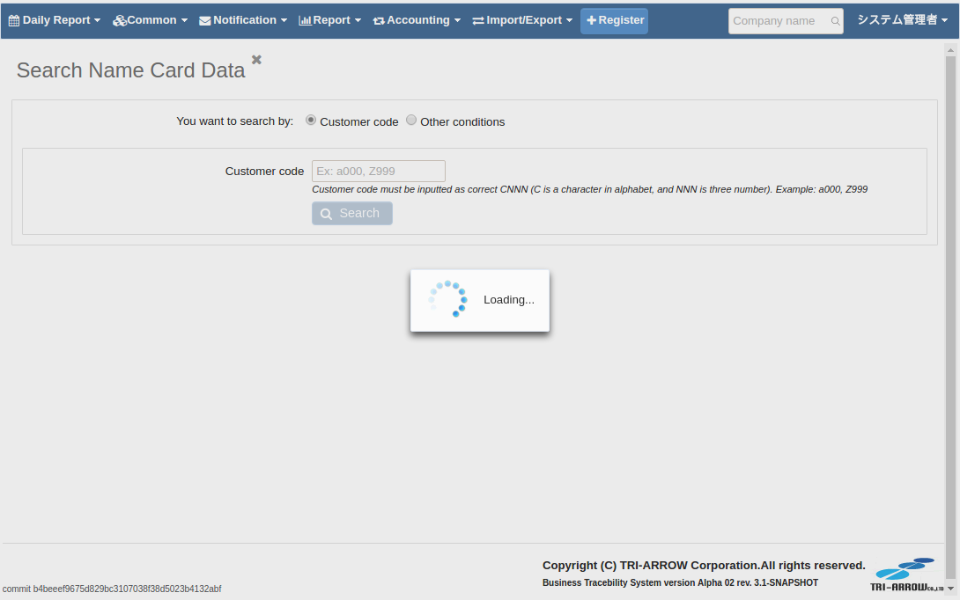 Daily Report Common Notification Report Accounting Import/Export Register Company name システム管理者
Search Name Card Data
You want to search by: Customer code Other conditions
Customer code Ex: a000, Z999
Customer code must be inputted as correct CNNN (C is a character in alphabet, and NNN is three number). Example: a000, Z999
Search
Loading...
Copyright (C) TRI-ARROW Corporation.All rights reserved.
Business Tracebility System version Alpha 02 rev. 3.1-SNAPSHOT
TRI-ARROW CO.,LTD
commit b4beeef9675d829bc3107038f38d5023b4132abf